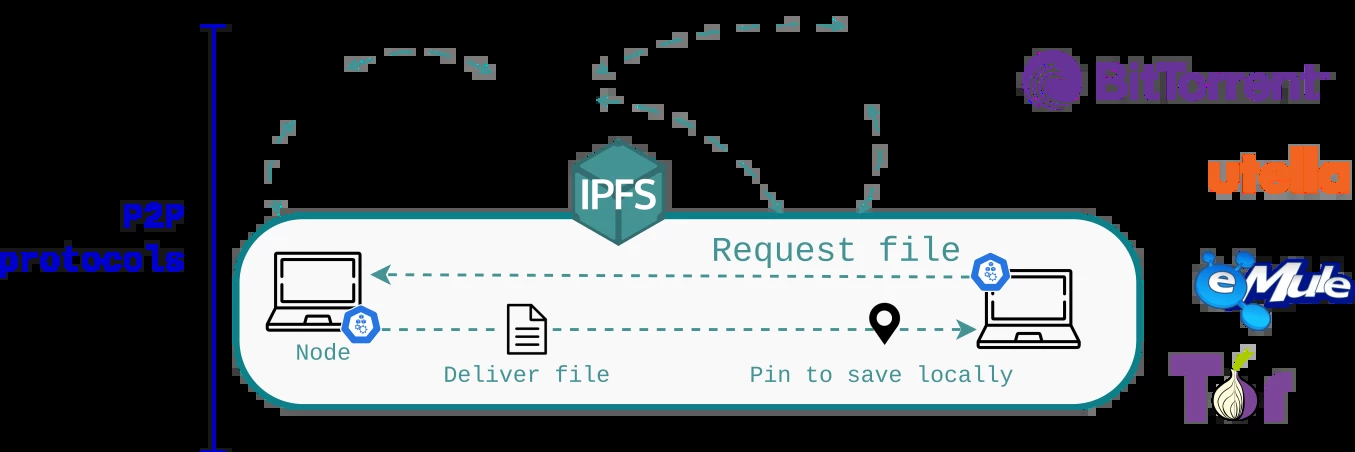 BitTorrent
utella
P2P
protocols
IPFS
Request file
Node
Deliver file
Pin to save locally
eMule
Tor